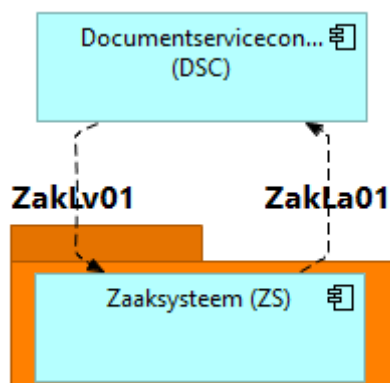 Documentservicecon...
(DSC)
ZakLv01
ZakLa01
Zaaksysteem (ZS)